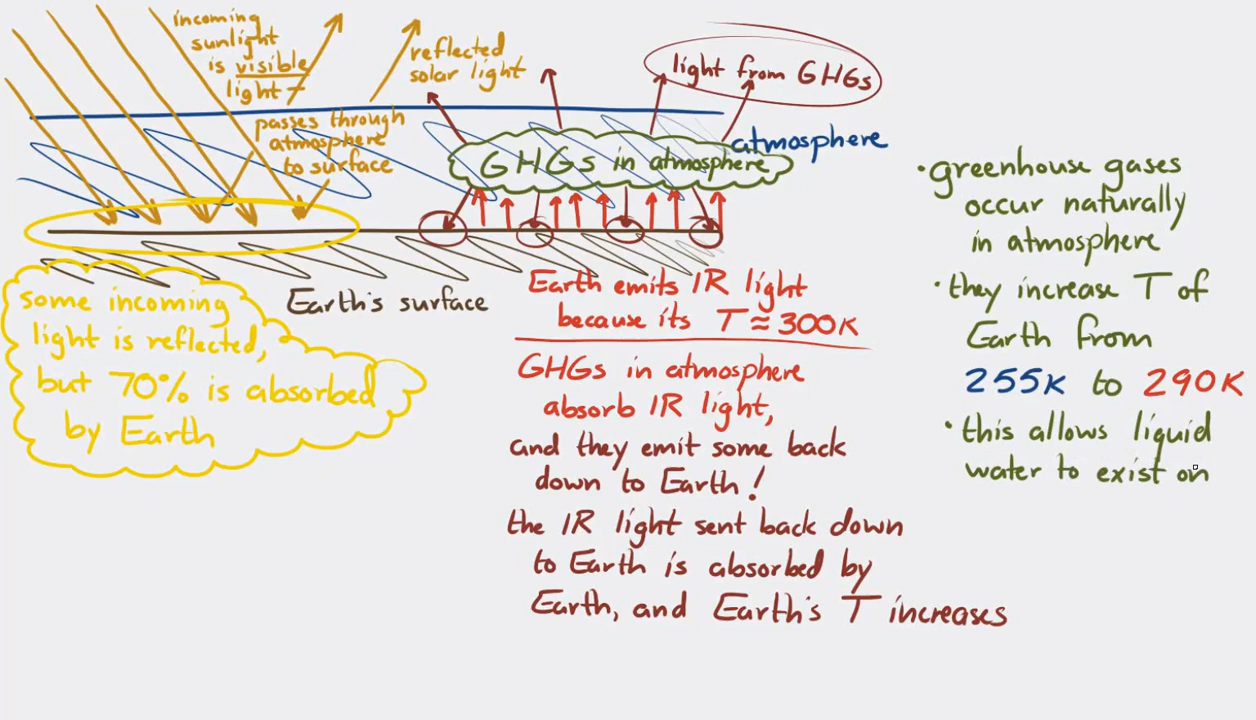 incoming
sunlight
is visible
light -
passes through
atmosphere
to surface
reflected
solar light
light from GHGs
GHGs in atmosphere
atmosphere
Earth's surface
some incoming
light is reflected,
but 70% is absorbed
by Earth
Earth emits IR light
because its T ≈ 300K
GHGs in atmosphere
absorb IR light,
and they emit some back
down to Earth!
the IR light sent back down
to Earth is absorbed by
Earth, and Earth's T increases
• greenhouse gases
occur naturally
in atmosphere
• they increase T of
Earth from
255K to 290K
• this allows liquid
water to exist on